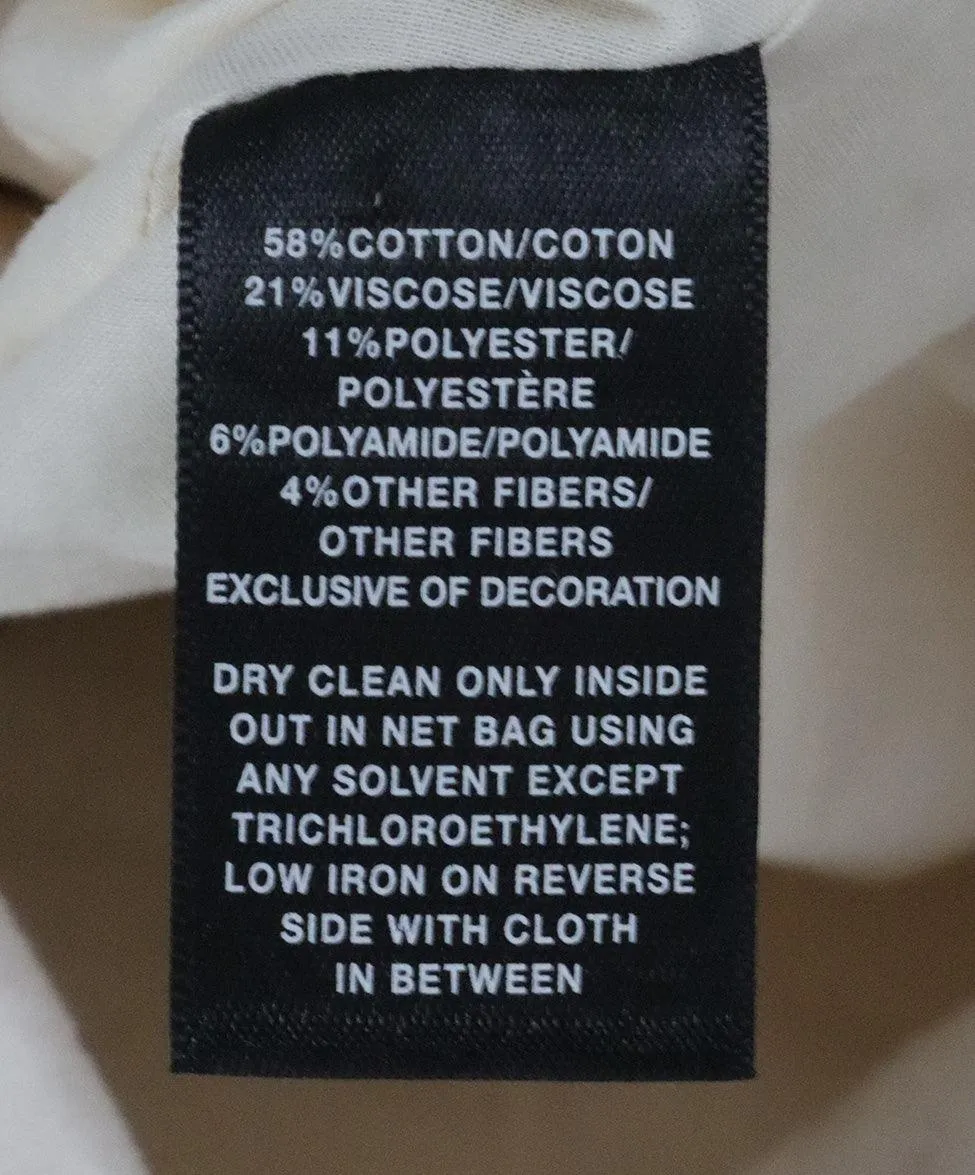 58%COTTON/COTON
21%VISCOSE/VISCOSE
11%POLYESTER/
POLYESTÈRE
6%POLYAMIDE/POLYAMIDE
4%OTHER FIBERS/
OTHER FIBERS
EXCLUSIVE OF DECORATION
DRY CLEAN ONLY INSIDE
OUT IN NET BAG USING
ANY SOLVENT EXCEPT
TRICHLOROETHYLENE;
LOW IRON ON REVERSE
SIDE WITH CLOTH
IN BETWEEN